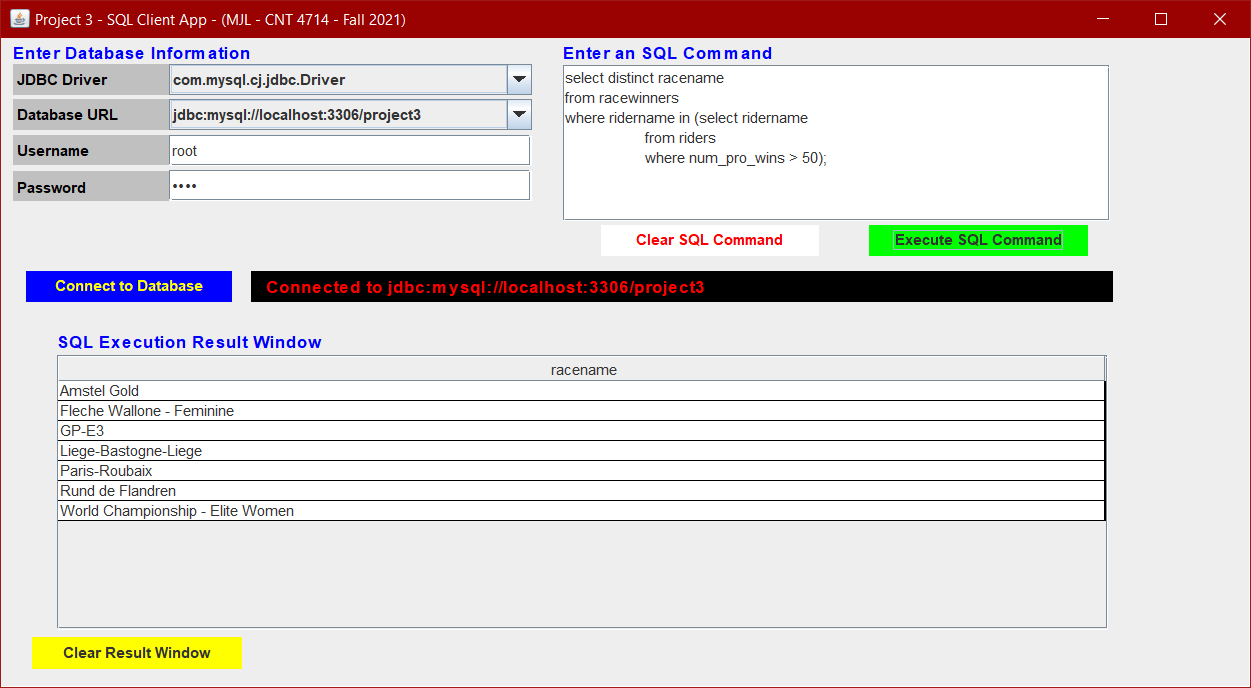 Project 3 - SQL Client App - (MJL - CNT 4714 - Fall 2021)
Enter Database Information
JDBC Driver com.mysql.cj.jdbc.Driver
Database URL jdbc:mysql://localhost:3306/project3
Username root
Password ••••
Enter an SQL Command
select distinct racename
from racewinners
where ridername in (select ridername
from riders
where num_pro_wins > 50);
Clear SQL Command
Execute SQL Command
Connect to Database
Connected to jdbc:mysql://localhost:3306/project3
SQL Execution Result Window
racename
Amstel Gold
Fleche Wallone - Feminine
GP-E3
Liege-Bastogne-Liege
Paris-Roubaix
Rund de Flandren
World Championship - Elite Women
Clear Result Window